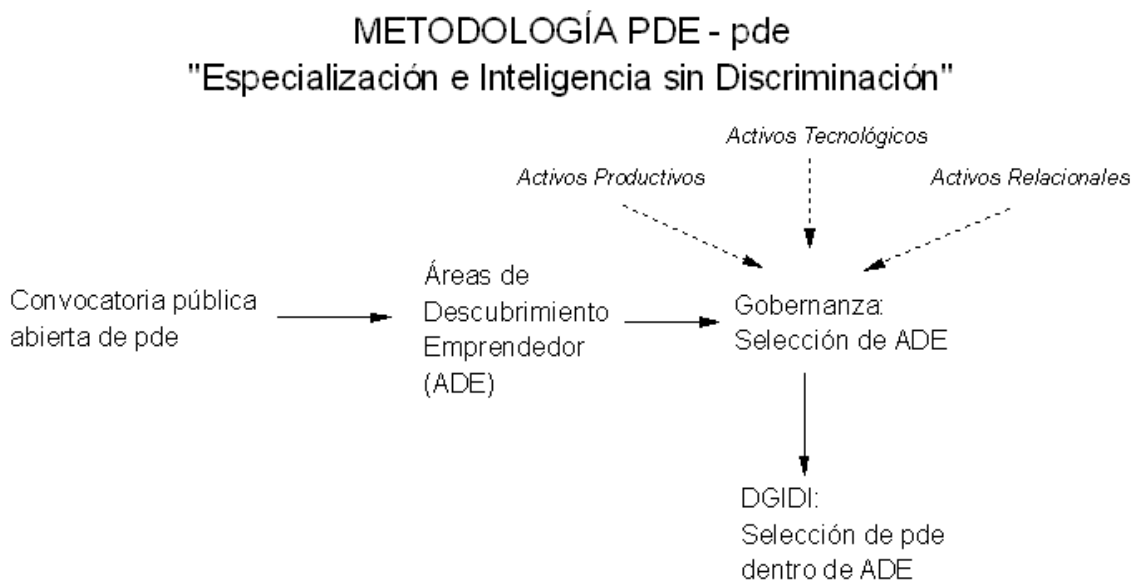 METODOLOGÍA PDE - pde
"Especialización e Inteligencia sin Discriminación"
Activos Tecnológicos
Activos Productivos
Activos Relacionales
Convocatoria pública
abierta de pde
Áreas de
Descubrimiento
Emprendedor
(ADE)
Gobernanza:
Selección de ADE
DGIDI:
Selección de pde
dentro de ADE